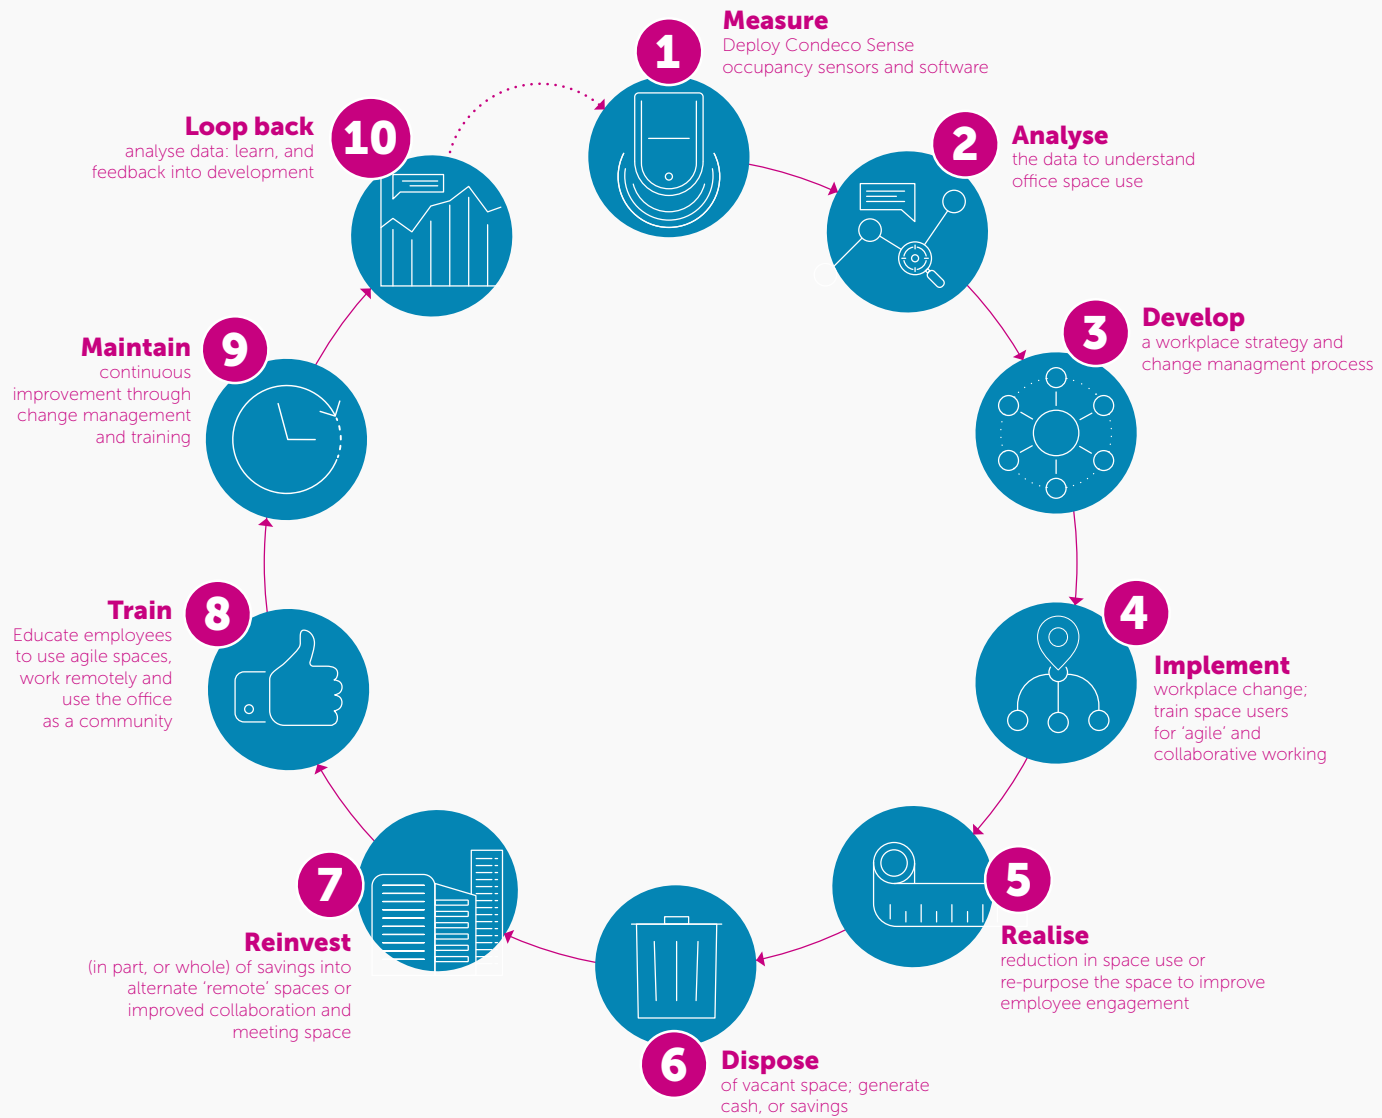 1
Measure
Deploy Condeco Sense
occupancy sensors and software
2
Analyse
the data to understand
office space use
3
Develop
a workplace strategy and
change managment process
4
Implement
workplace change;
train space users
for ‘agile’ and
collaborative working
5
Realise
reduction in space use or
re-purpose the space to improve
employee engagement
6
Dispose
of vacant space; generate
cash, or savings
7
Reinvest
(in part, or whole) of savings into
alternate ‘remote’ spaces or
improved collaboration and
meeting space
8
Train
Educate employees
to use agile spaces,
work remotely and
use the office
as a community
9
Maintain
continuous
improvement through
change management
and training
10
Loop back
analyse data: learn, and
feedback into development